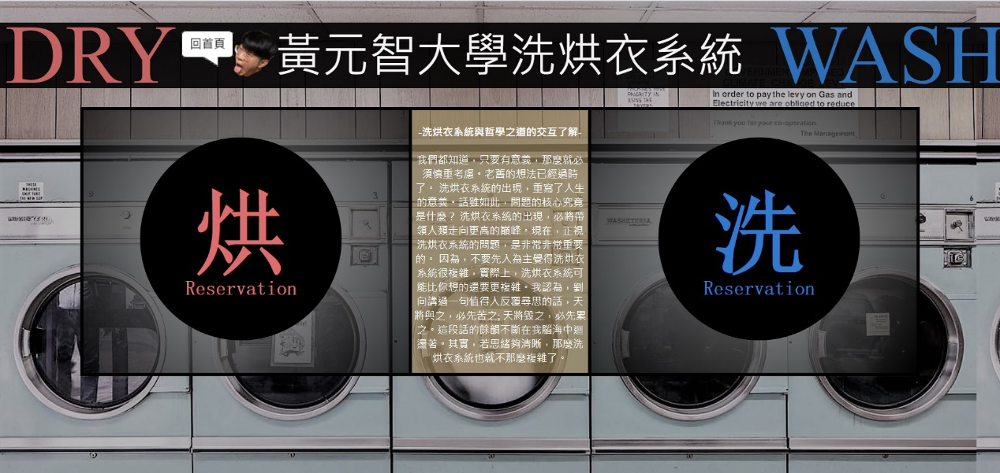 DRY
回首頁
黃元智大學洗烘衣系統
WASH
GOVERNMENT IMPOSED
CLIMATE CHANGE LEVY
In order to pay the levy on Gas and
Electricity we are obliged to reduce
Thank you for your co-operation.
The Management
PRIORITY IN
USING THE
DRYERS
-洗烘衣系統與哲學之道的交互了解-
我們都知道，只要有意義，那麼就必
須慎重考慮。老舊的想法已經過時
了。 洗烘衣系統的出現，重寫了人生
的意義。話雖如此，問題的核心究竟
是什麼？ 洗烘衣系統的出現，必將帶
領人類走向更高的巔峰。現在，正視
洗烘衣系統的問題，是非常非常重要
的。 因為，不要先入為主覺得洗烘衣
系統很複雜，實際上，洗烘衣系統可
能比你想的還要更複雜。我認為，劉
向講過一句值得人反覆尋思的話，天
將與之，必先苦之; 天將毀之，必先累
之。這段話的餘韻不斷在我腦海中迴
盪著。其實，若思緒夠清晰，那麼洗
烘衣系統也就不那麼複雜了。
烘
Reservation
洗
Reservation
THESE
MACHINES
ONLY TAKE
THE NEW 50P
3
WASHETERIA
6